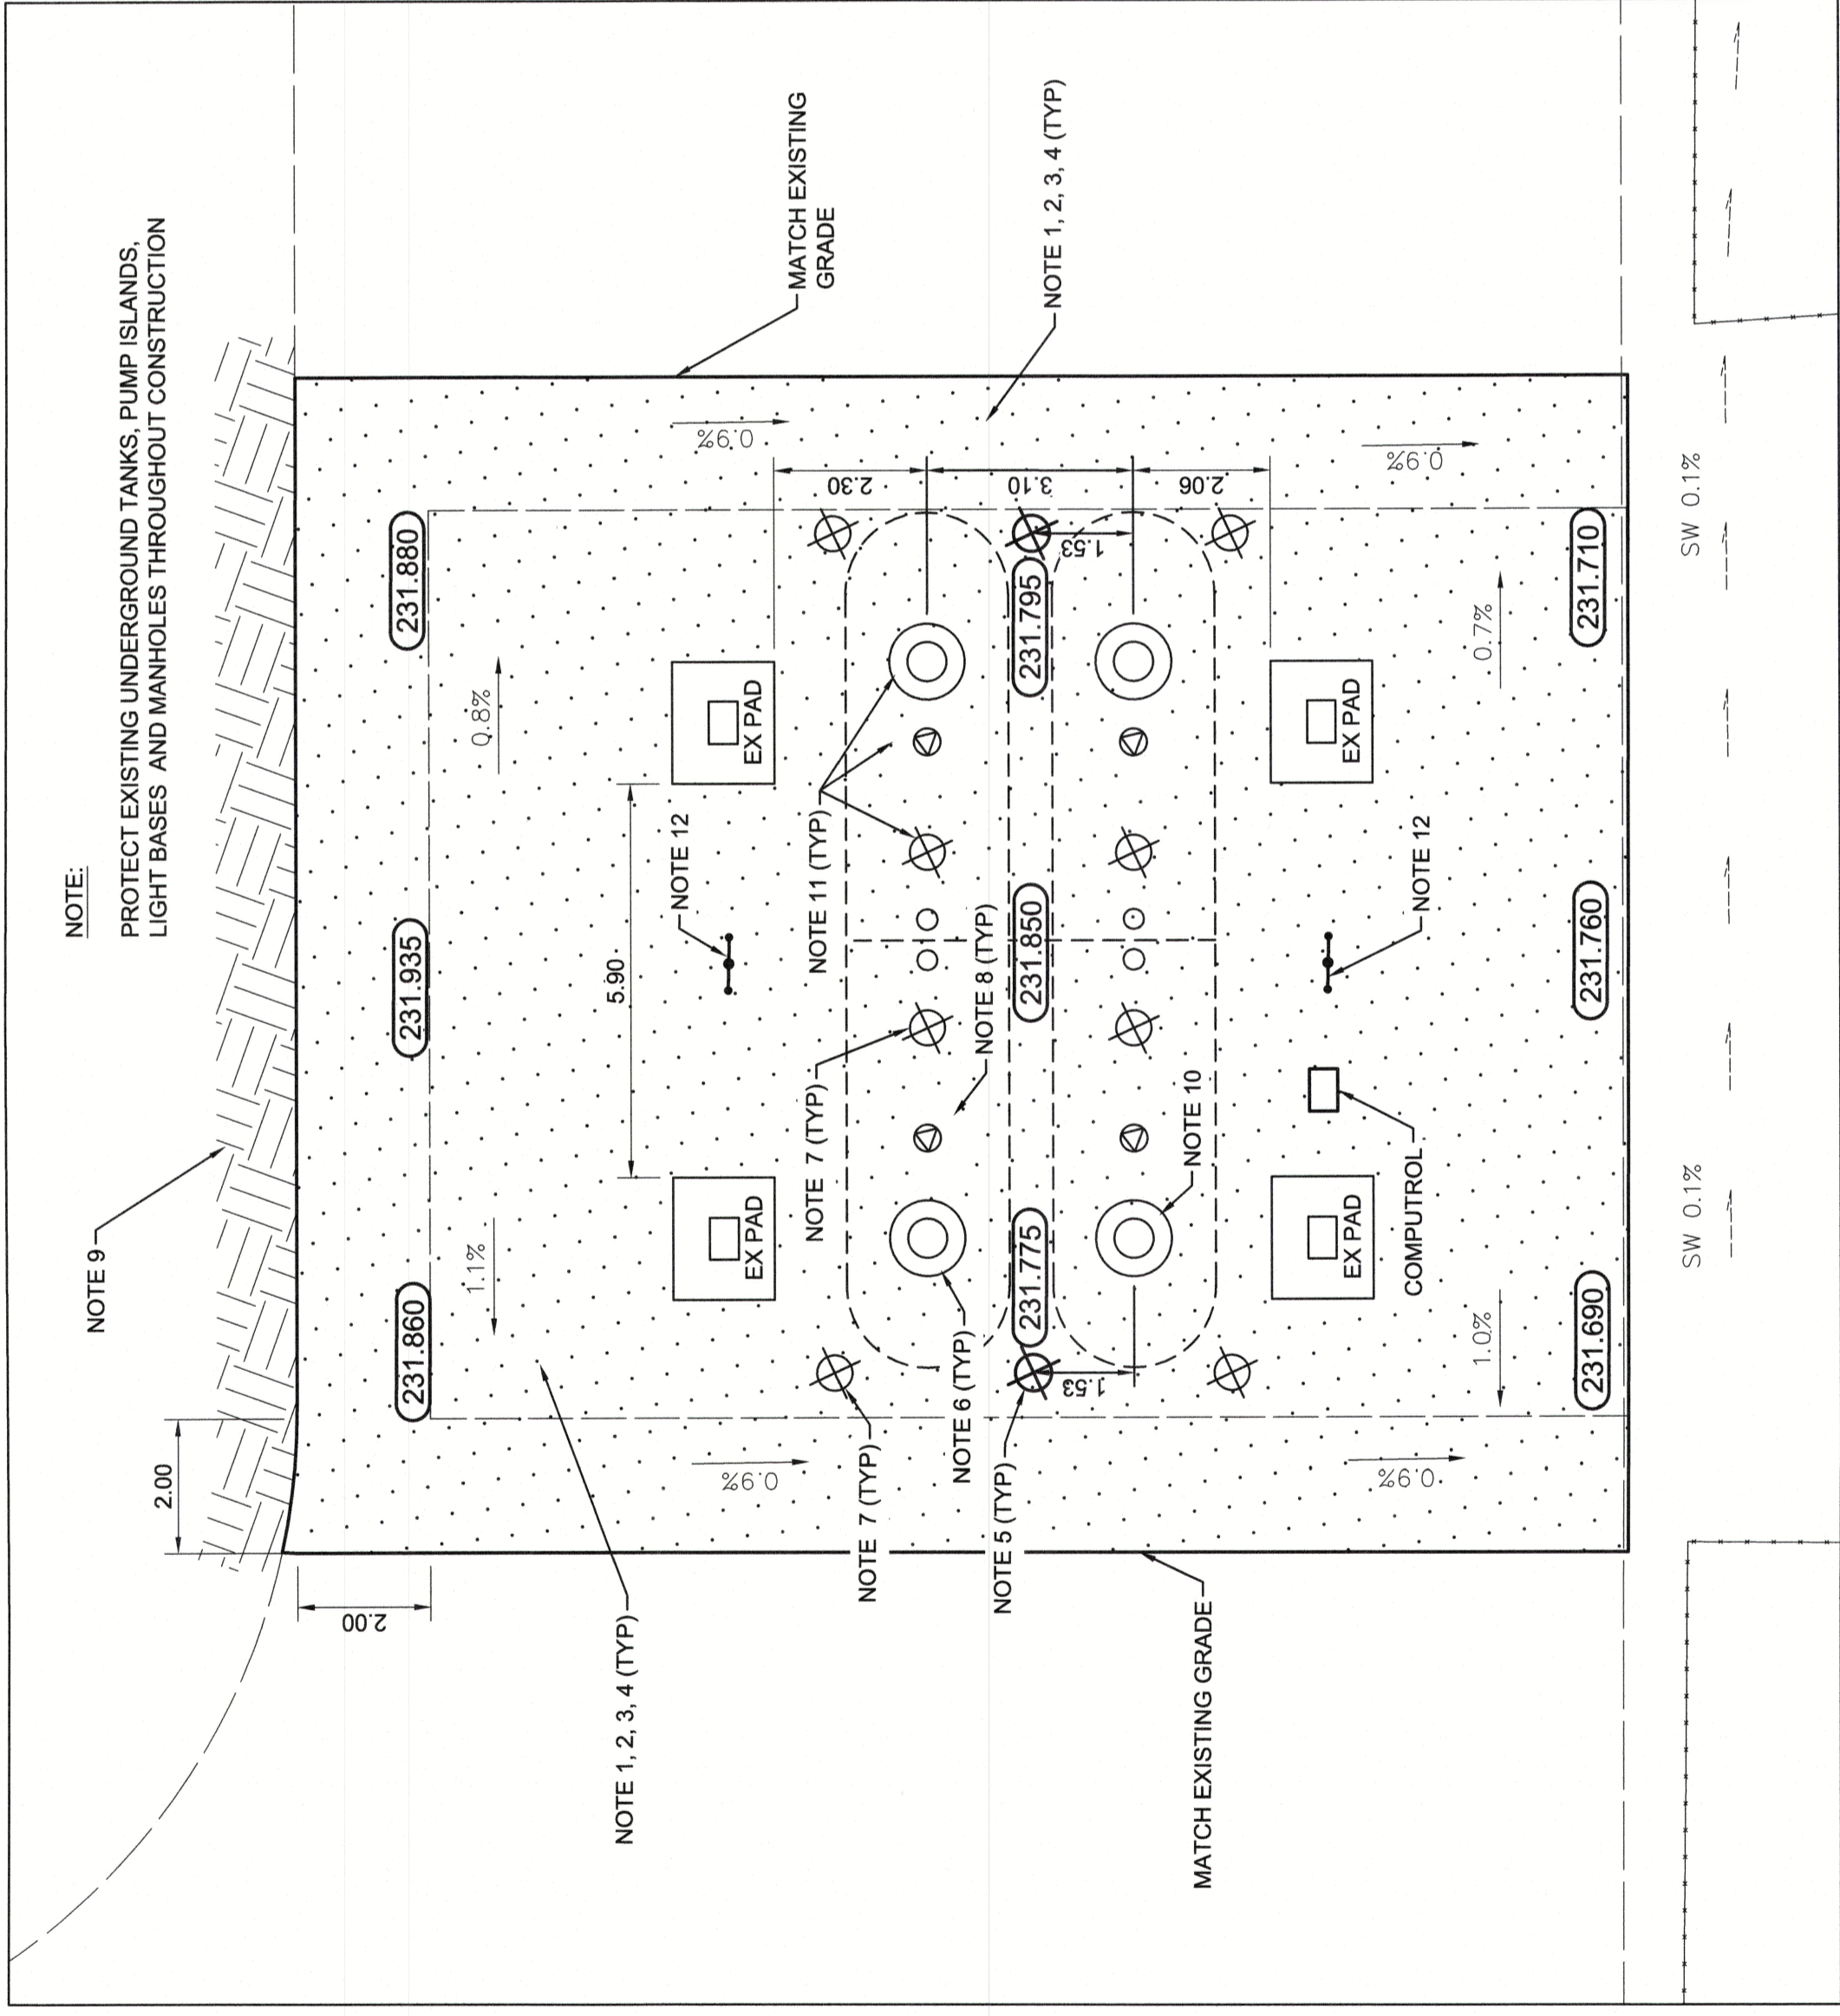 NOTE:
PROTECT EXISTING UNDERGROUND TANKS, PUMP ISLANDS,
LIGHT BASES AND MANHOLES THROUGHOUT CONSTRUCTION
NOTE 9
2.00
2.00
231.860
231.935
231.880
1.1%
0.8%
NOTE 1, 2, 3, 4 (TYP)
5.90
EX PAD
NOTE 12
EX PAD
0.9%
0.9%
MATCH EXISTING
GRADE
NOTE 7 (TYP)
NOTE 11 (TYP)
2.30
NOTE 7 (TYP)
NOTE 6 (TYP)
NOTE 8 (TYP)
NOTE 5 (TYP)
231.775
231.850
231.795
3.10
NOTE 1, 2, 3, 4 (TYP)
1.53
1.53
NOTE 10
2.06
MATCH EXISTING GRADE
EX PAD
EX PAD
COMPUTROL
NOTE 12
0.9%
0.9%
1.0%
0.7%
231.690
231.760
231.710
SW 0.1%
SW 0.1%